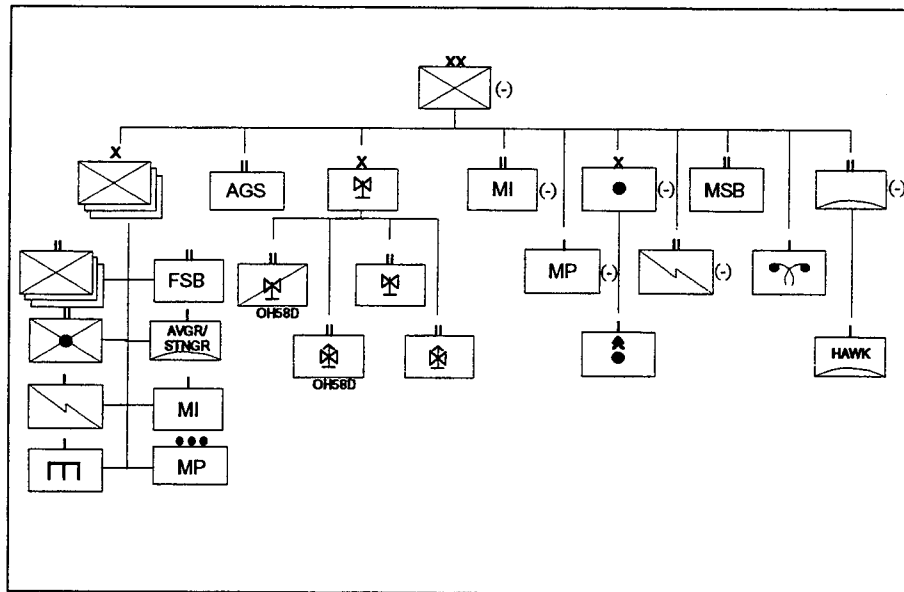 XX
(-)
X
II
AGS
X
II
MI
(-)
X
(-)
II
MSB
II
(-)
I
MP
(-)
II
(-)
I
II
FSB
II
II
OH58D
II
II
OH58D
II
II
I
AVGR/
STNGR
I
I
HAWK
I
I
MI
I
MP